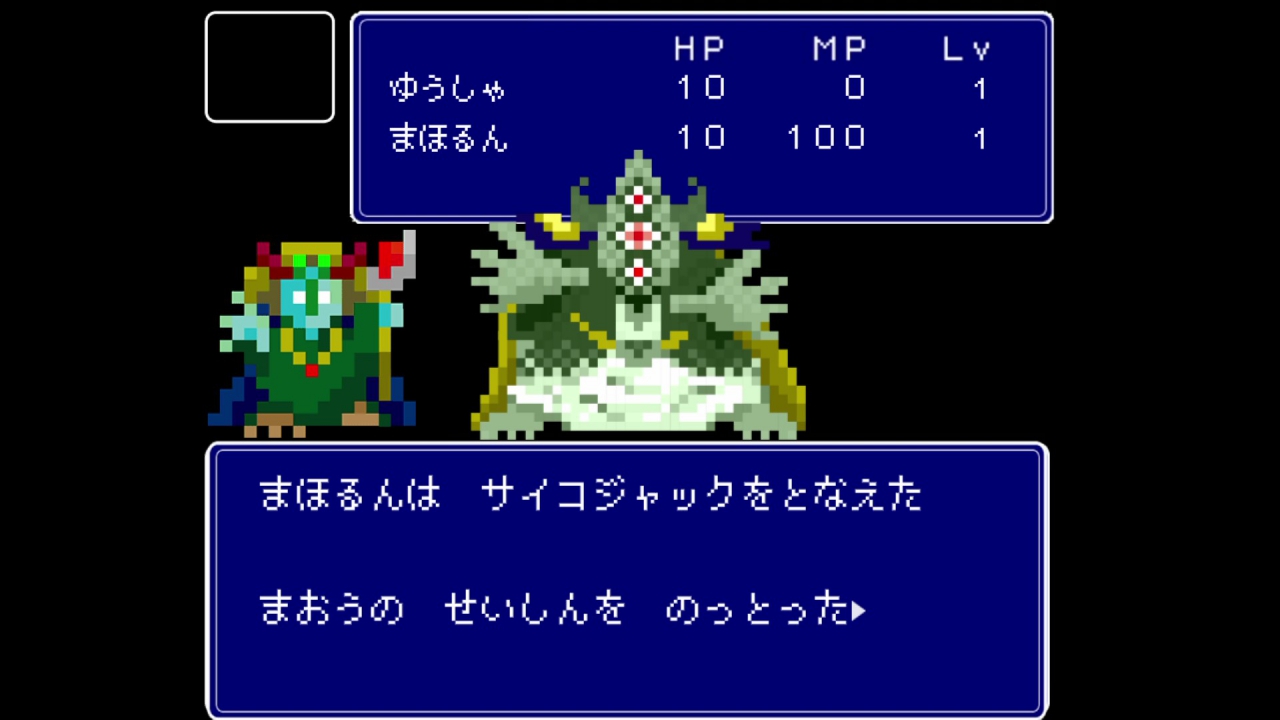 HP MP Lv
ゆうしゃ 10 0 1
まほるん 10 100 1
まほるんは サイコジャックをとなえた
まおうの せいしんを のっとった▶